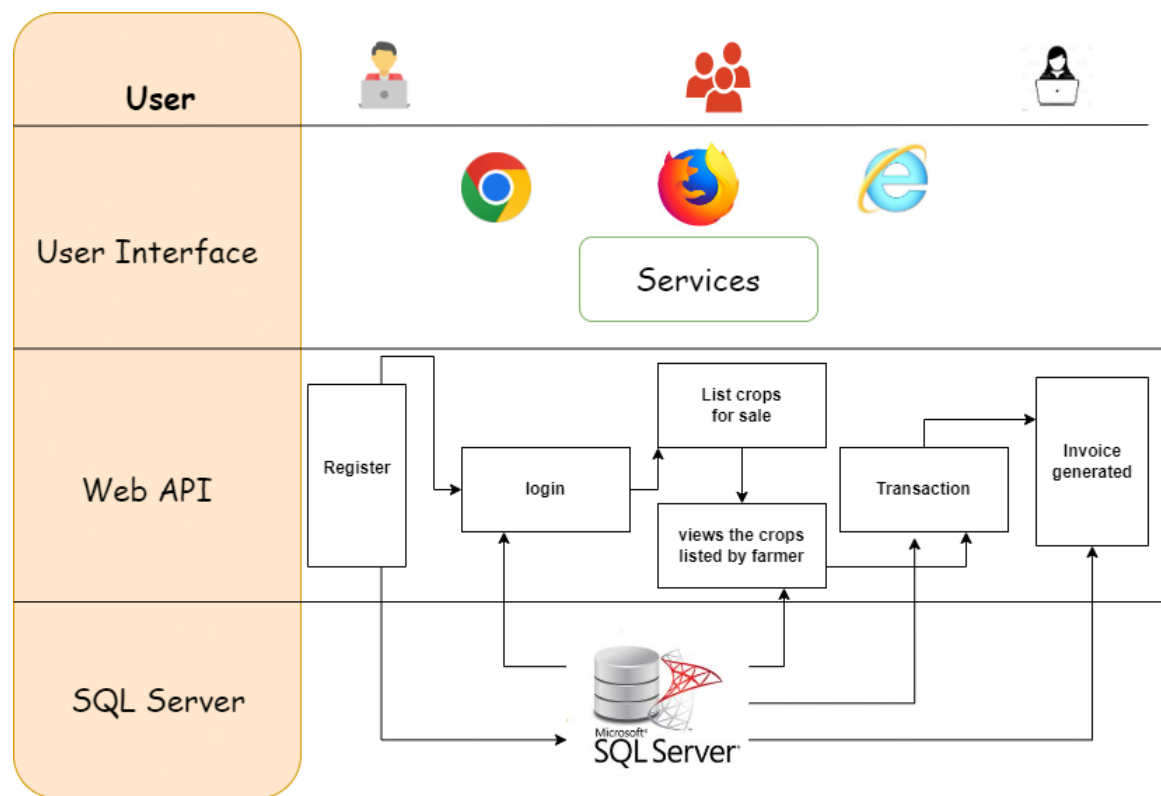 User
User Interface
Services
Web API
Register
login
List crops
for sale
views the crops
listed by farmer
Transaction
Invoice
generated
SQL Server
Microsoft®
SQL Server